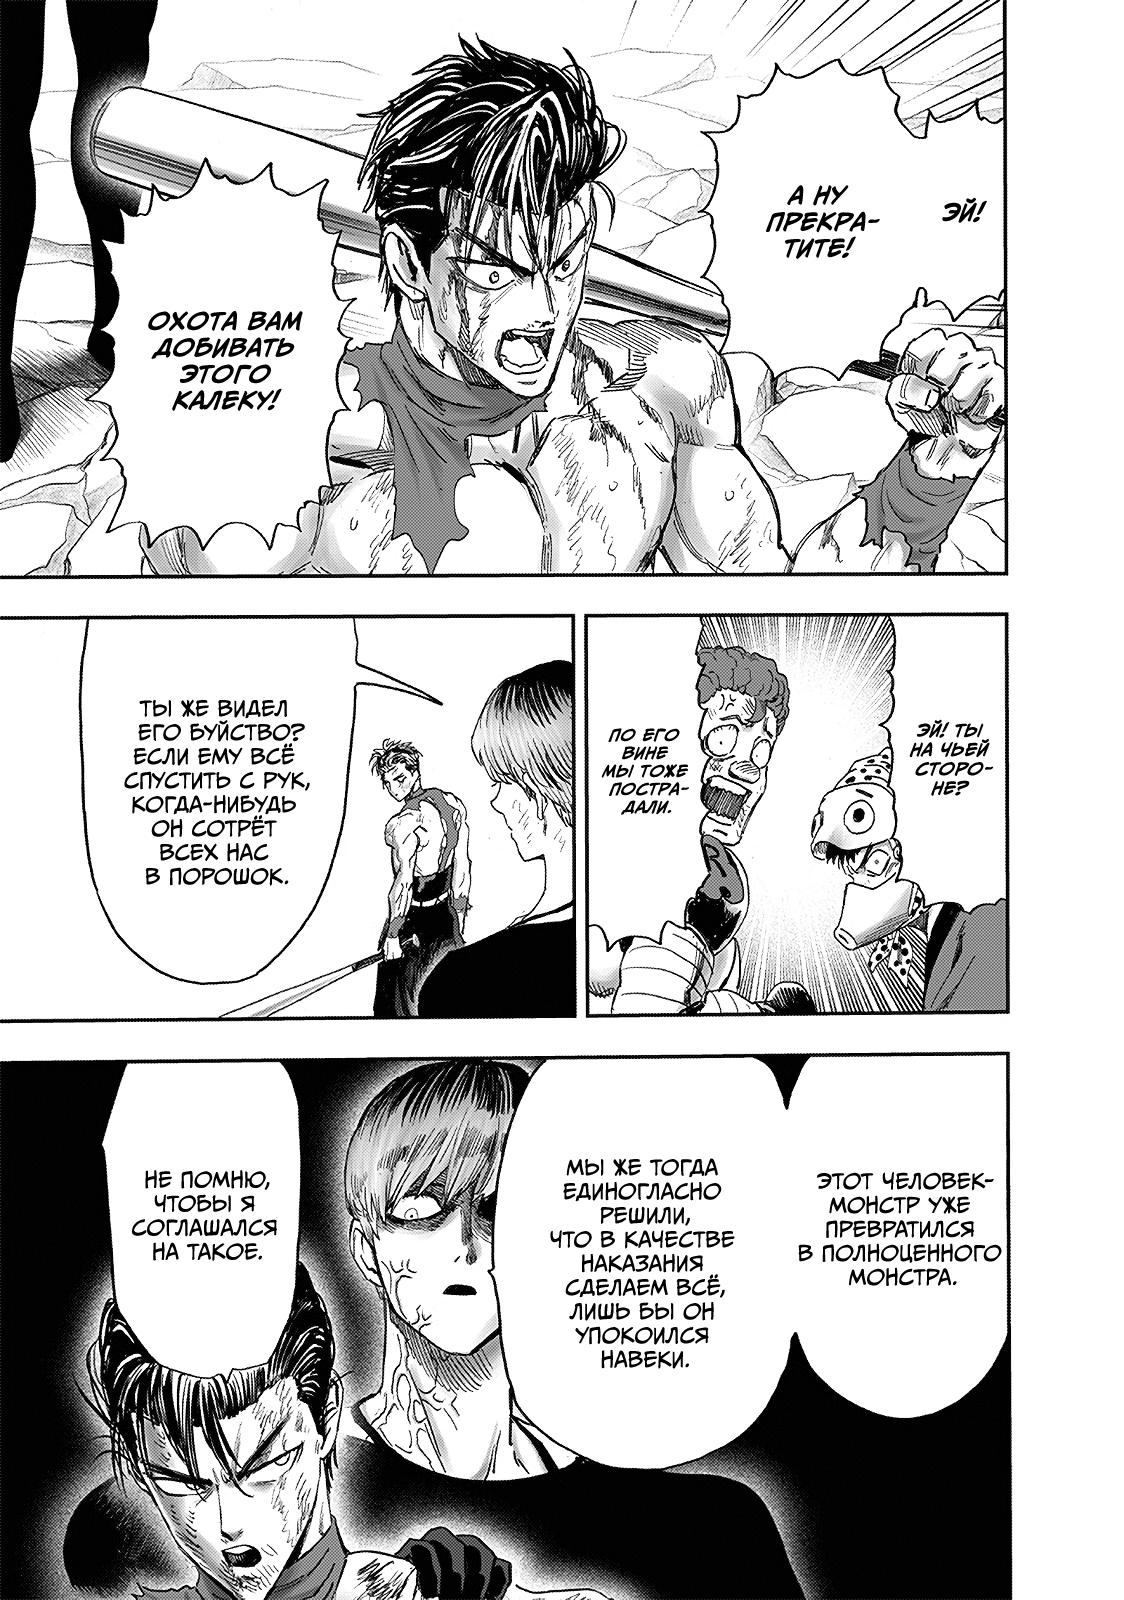 ЭЙ!
А НУ
ПРЕКРА-
ТИТЕ!
ОХОТА ВАМ
ДОБИВАТЬ
ЭТОГО
КАЛЕКУ!
ЭЙ! ТЫ
НА ЧЬЕЙ
СТОРО-
НЕ?
ПО ЕГО
ВИНЕ
МЫ ТОЖЕ
ПОСТРА-
ДАЛИ.
ТЫ ЖЕ ВИДЕЛ
ЕГО БУЙСТВО?
ЕСЛИ ЕМУ ВСЁ
СПУСТИТЬ С РУК,
КОГДА-НИБУДЬ
ОН СОТРЁТ
ВСЕХ НАС
В ПОРОШОК.
ЭТОТ ЧЕЛОВЕК-
МОНСТР УЖЕ
ПРЕВРАТИЛСЯ
В ПОЛНОЦЕННОГО
МОНСТРА.
МЫ ЖЕ ТОГДА
ЕДИНОГЛАСНО
РЕШИЛИ,
ЧТО В КАЧЕСТВЕ
НАКАЗАНИЯ
СДЕЛАЕМ ВСЁ,
ЛИШЬ БЫ ОН
УПОКОИЛСЯ
НАВЕКИ.
НЕ ПОМНЮ,
ЧТОБЫ Я
СОГЛАШАЛСЯ
НА ТАКОЕ.